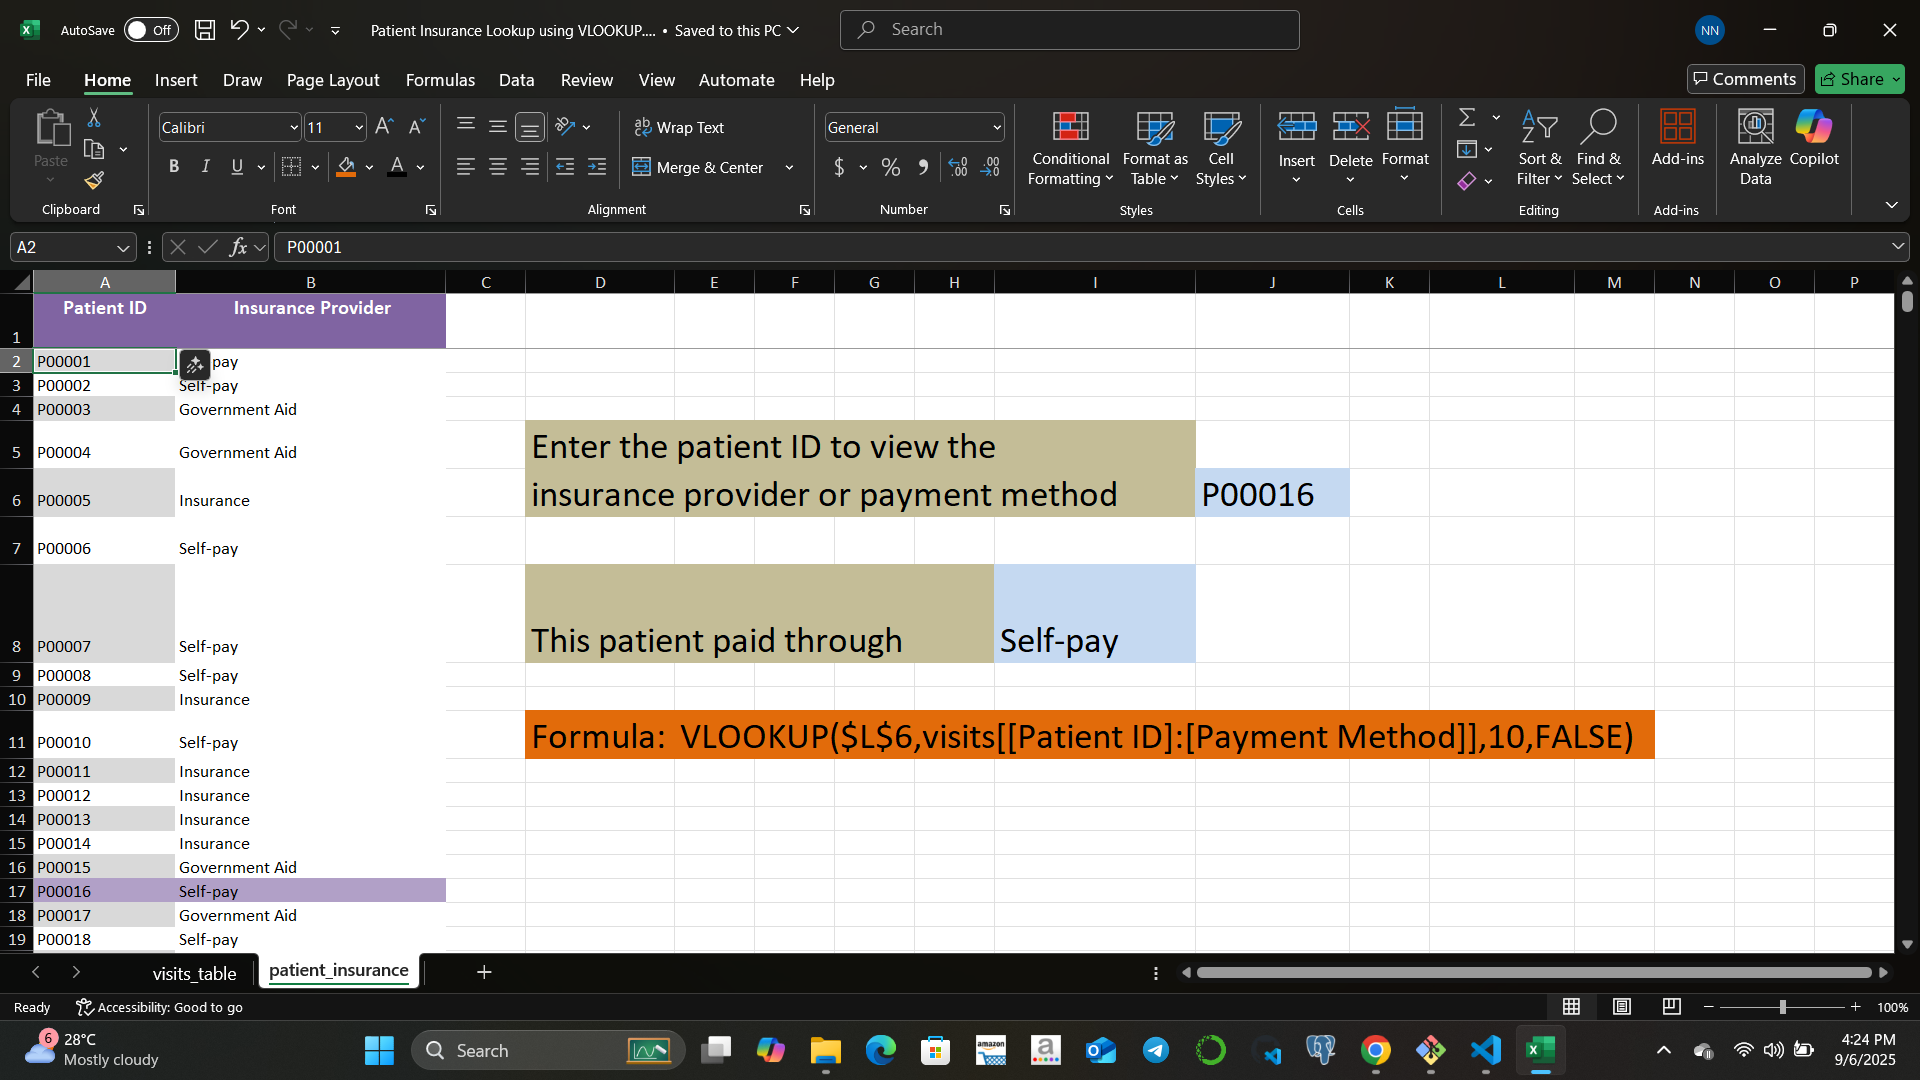 AutoSave Off Patient Insurance Lookup using VLOOKUP.... • Saved to this PC Search NN
File Home Insert Draw Page Layout Formulas Data Review View Automate Help Comments Share
Paste Calibri 11 B I U Wrap Text Merge & Center General $ % Conditional Formatting Format as Table Cell Styles Insert Delete Format Sort & Filter Find & Select Add-ins Analyze Data Copilot
Clipboard Font Alignment Number Styles Cells Editing Add-ins
A2 fx P00001
A B C D E F G H I J K L M N O P
1 Patient ID Insurance Provider
2 P00001 pay
3 P00002 Self-pay
4 P00003 Government Aid
Enter the patient ID to view the
5 P00004 Government Aid
6 P00005 Insurance insurance provider or payment method P00016
7 P00006 Self-pay
8 P00007 Self-pay This patient paid through Self-pay
9 P00008 Self-pay
10 P00009 Insurance
11 P00010 Self-pay Formula: VLOOKUP($L$6,visits[[Patient ID]:[Payment Method]],10,FALSE)
12 P00011 Insurance
13 P00012 Insurance
14 P00013 Insurance
15 P00014 Insurance
16 P00015 Government Aid
17 P00016 Self-pay
18 P00017 Government Aid
19 P00018 Self-pay
visits_table patient_insurance
Ready Accessibility: Good to go 100%
6 28°C Mostly cloudy Search amazon a 4:24 PM
9/6/2025